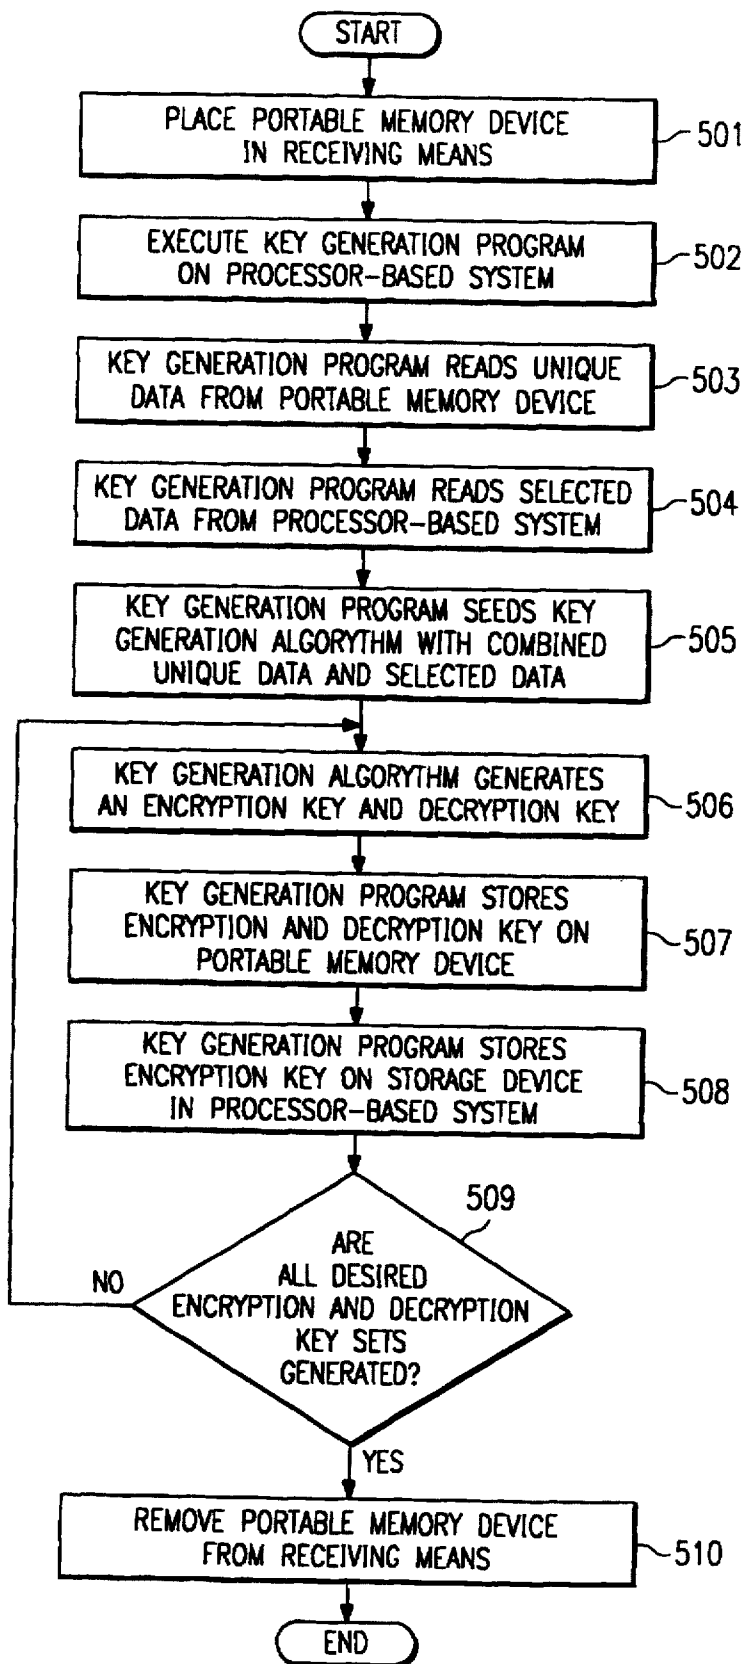 START
PLACE PORTABLE MEMORY DEVICE
IN RECEIVING MEANS
501
EXECUTE KEY GENERATION PROGRAM
ON PROCESSOR-BASED SYSTEM
502
KEY GENERATION PROGRAM READS UNIQUE
DATA FROM PORTABLE MEMORY DEVICE
503
KEY GENERATION PROGRAM READS SELECTED
DATA FROM PROCESSOR-BASED SYSTEM
504
KEY GENERATION PROGRAM SEEDS KEY
GENERATION ALGORYTHM WITH COMBINED
UNIQUE DATA AND SELECTED DATA
505
KEY GENERATION ALGORYTHM GENERATES
AN ENCRYPTION KEY AND DECRYPTION KEY
506
KEY GENERATION PROGRAM STORES
ENCRYPTION AND DECRYPTION KEY ON
PORTABLE MEMORY DEVICE
507
KEY GENERATION PROGRAM STORES
ENCRYPTION KEY ON STORAGE DEVICE
IN PROCESSOR-BASED SYSTEM
508
509
ARE
ALL DESIRED
ENCRYPTION AND DECRYPTION
KEY SETS
GENERATED?
NO
YES
REMOVE PORTABLE MEMORY DEVICE
FROM RECEIVING MEANS
510
END